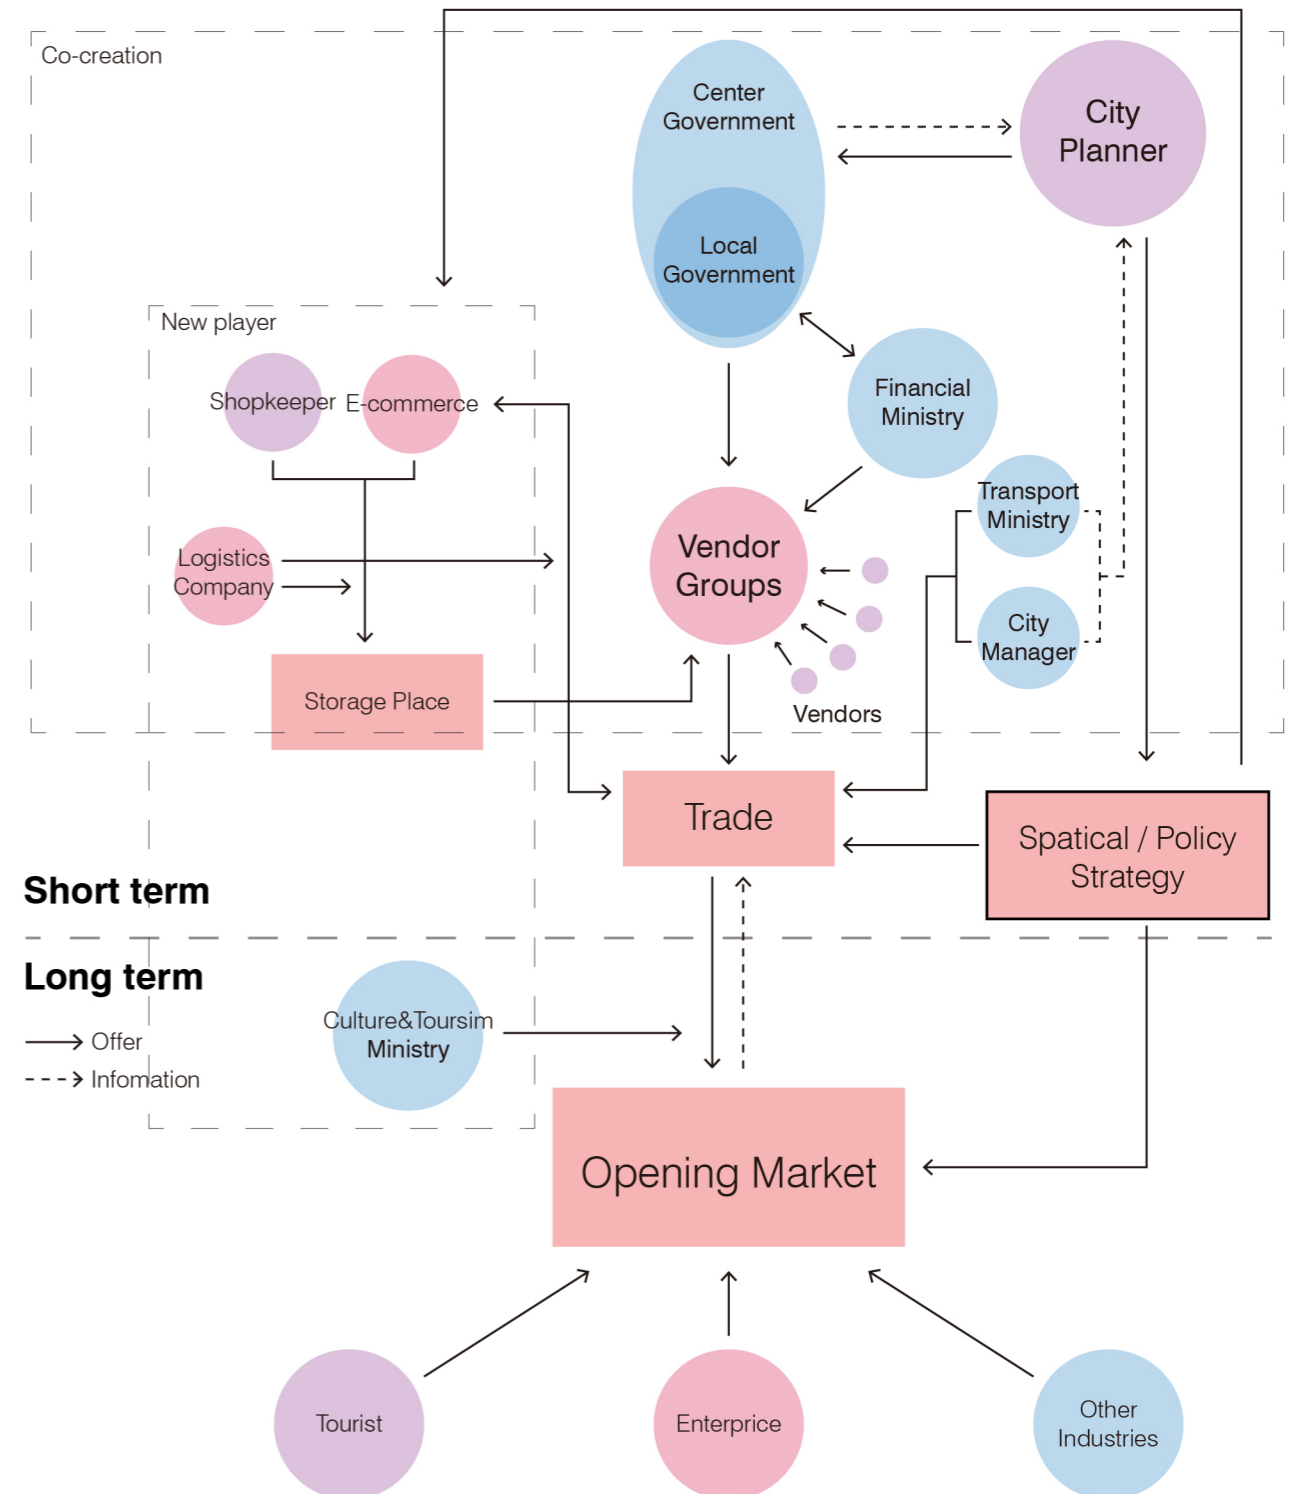 Co-creation
Center
Government
City
Planner
Local
Government
New player
Shopkeeper
E-commerce
Financial
Ministry
Transport
Ministry
Vendor
Groups
Logistics
Company
City
Manager
Storage Place
Vendors
Trade
Spatical / Policy
Strategy
Short term
Long term
Offer
Infomation
Culture&Toursim
Ministry
Opening Market
Tourist
Enterprice
Other
Industries